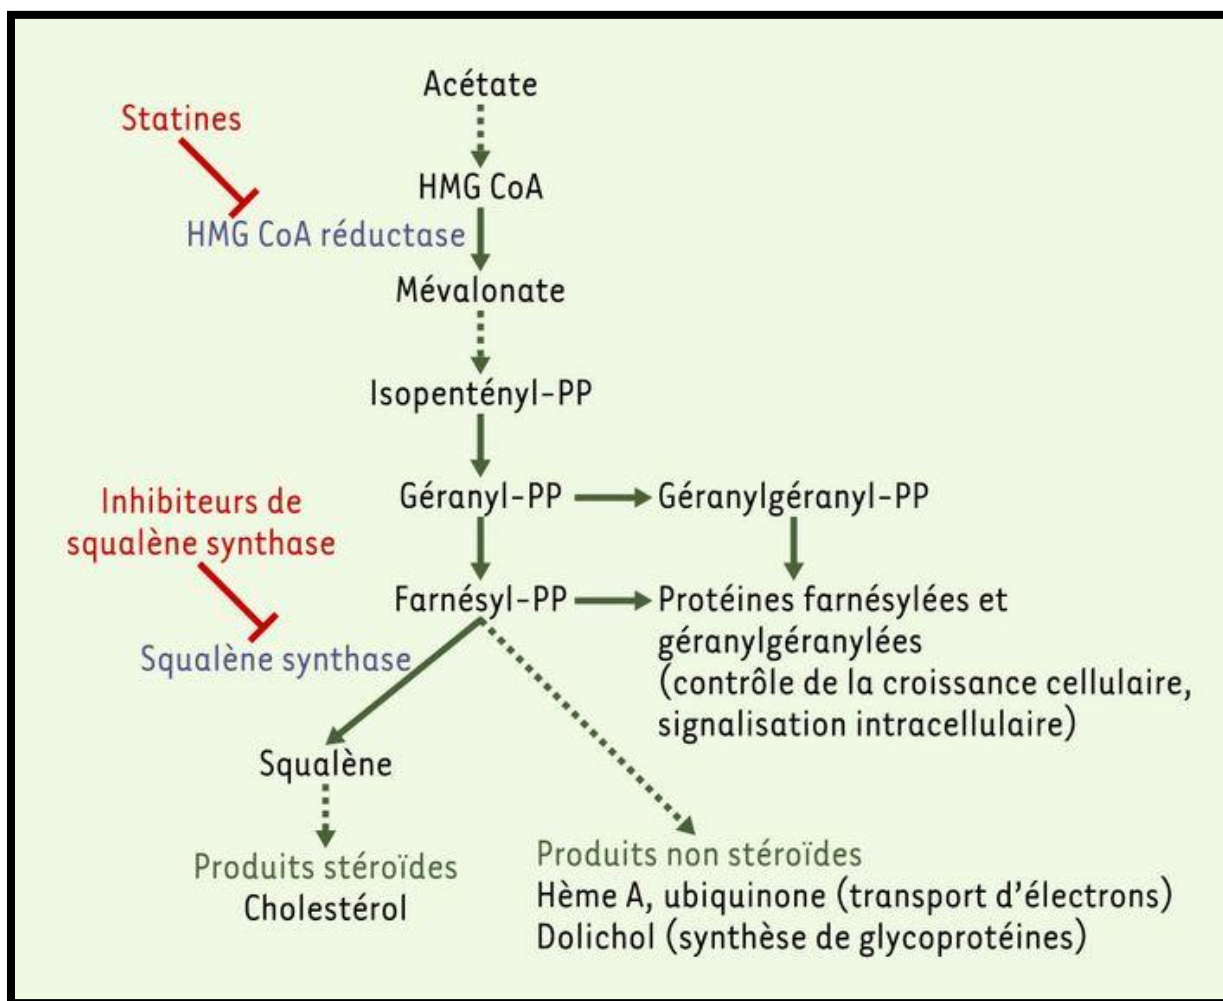 Acétate
Statines
HMG CoA
HMG CoA réductase
Mévalonate
Isopentényl-PP
Géranyl-PP
Géranylgéranyl-PP
Inhibiteurs de
squalène synthase
Farnésyl-PP
Protéines farnésylées et
géranylgéranylées
(contrôle de la croissance cellulaire,
signalisation intracellulaire)
Squalène synthase
Squalène
Produits stéroïdes
Cholestérol
Produits non stéroïdes
Hème A, ubiquinone (transport d'électrons)
Dolichol (synthèse de glycoprotéines)